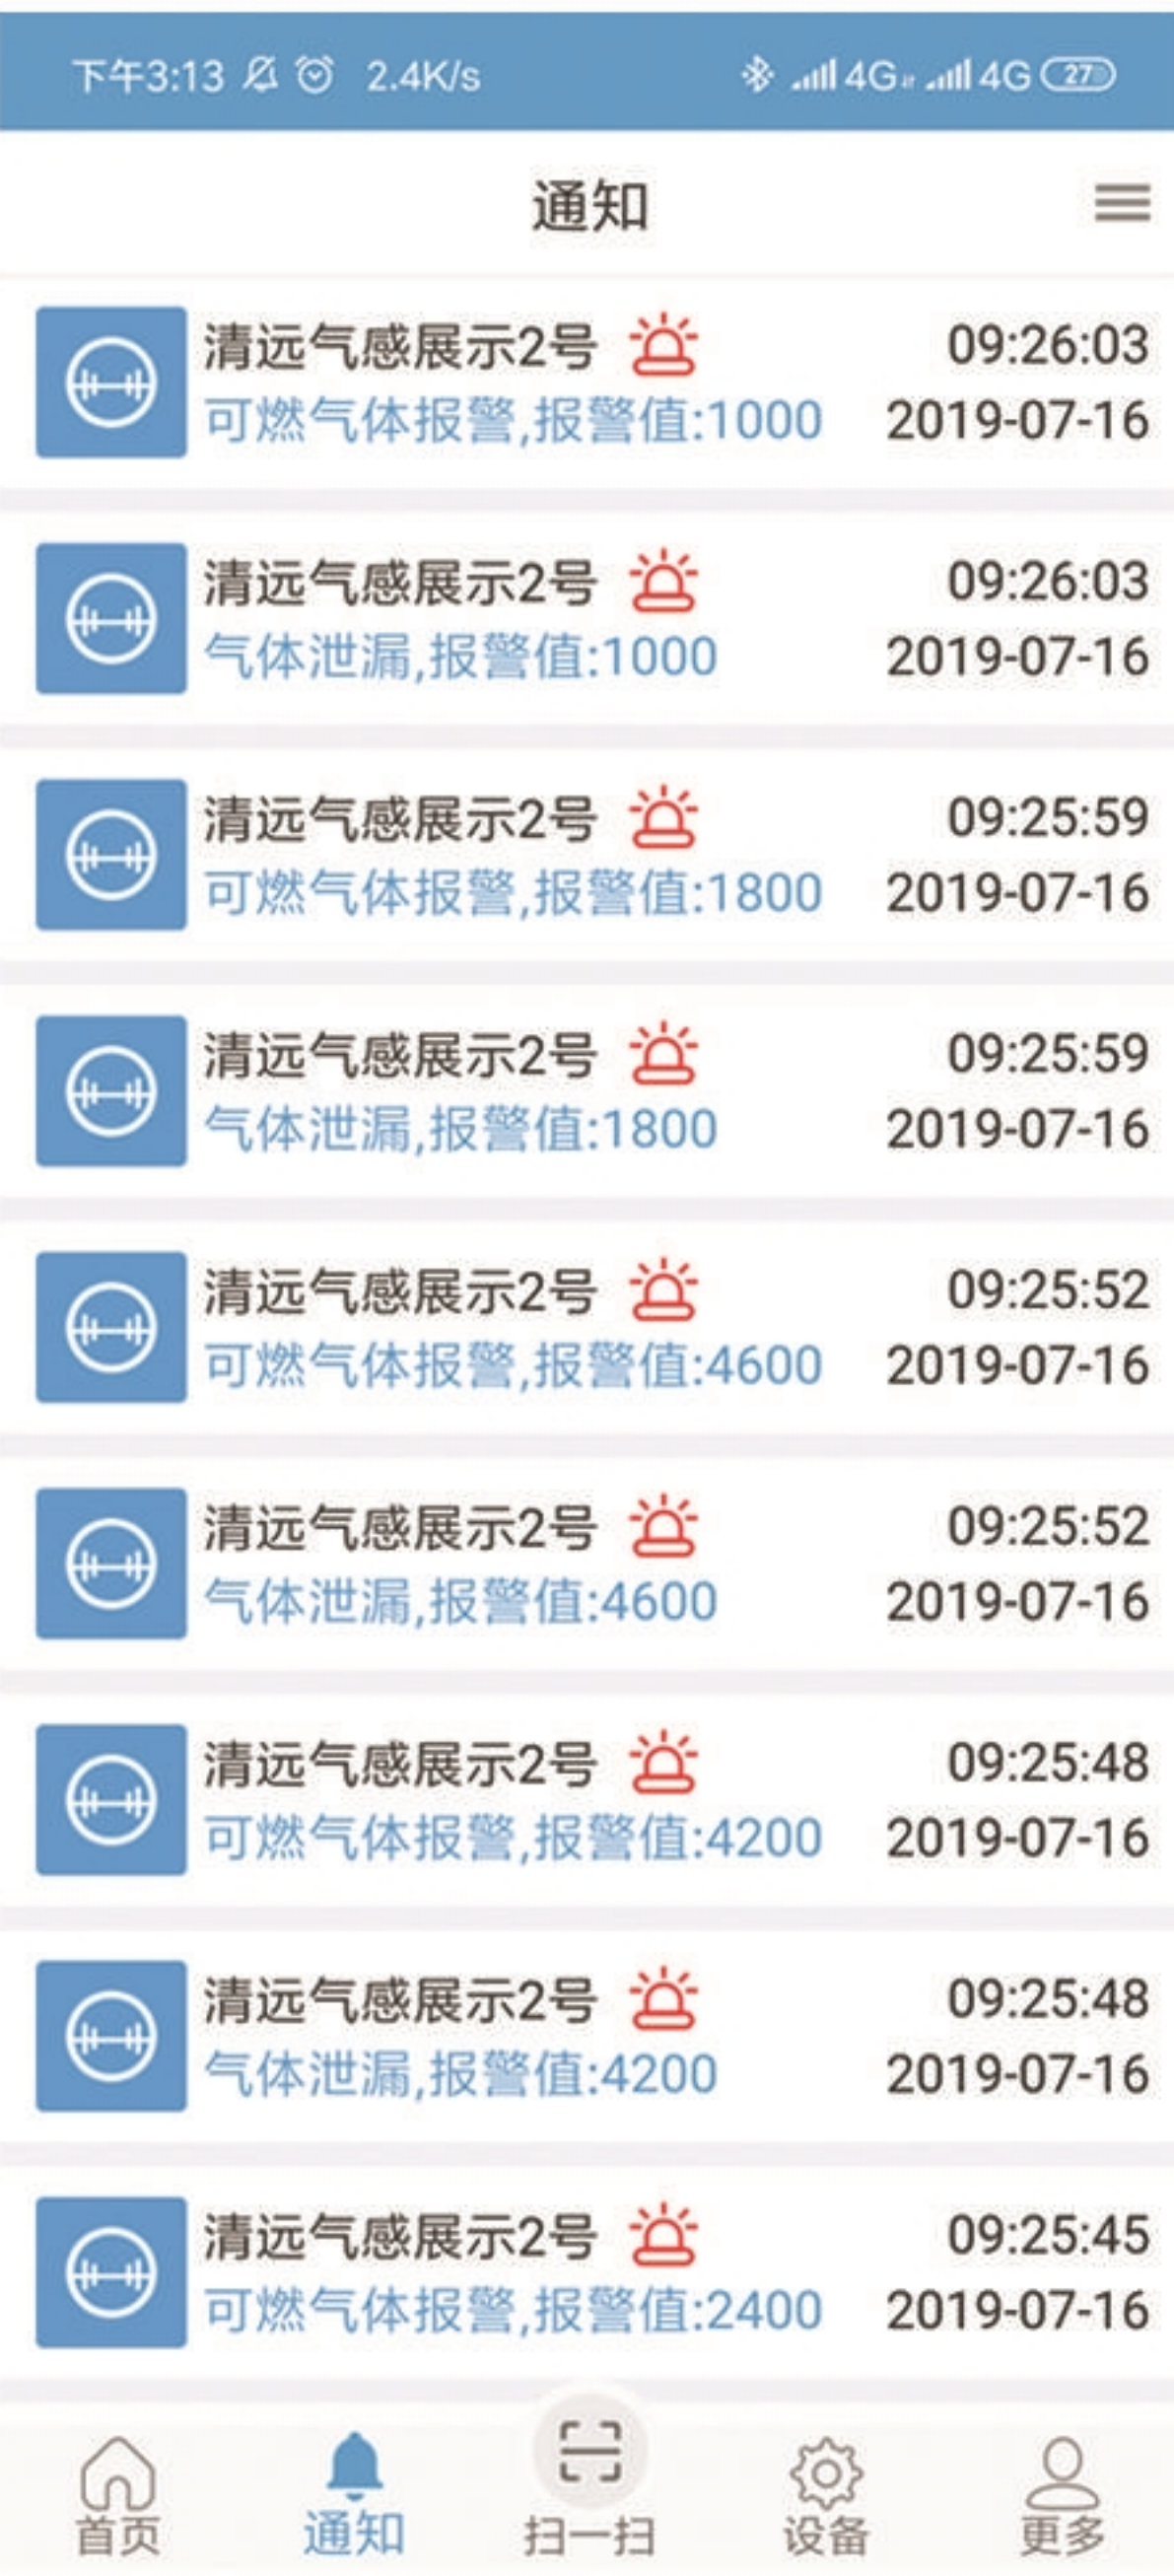 下午3:13 2.4K/s 4G 4G 27
通知
清远气感展示2号 09:26:03
可燃气体报警,报警值:1000 2019-07-16
清远气感展示2号 09:26:03
气体泄漏,报警值:1000 2019-07-16
清远气感展示2号 09:25:59
可燃气体报警,报警值:1800 2019-07-16
清远气感展示2号 09:25:59
气体泄漏,报警值:1800 2019-07-16
清远气感展示2号 09:25:52
可燃气体报警,报警值:4600 2019-07-16
清远气感展示2号 09:25:52
气体泄漏,报警值:4600 2019-07-16
清远气感展示2号 09:25:48
可燃气体报警,报警值:4200 2019-07-16
清远气感展示2号 09:25:48
气体泄漏,报警值:4200 2019-07-16
清远气感展示2号 09:25:45
可燃气体报警,报警值:2400 2019-07-16
首页 通知 扫一扫 设备 更多